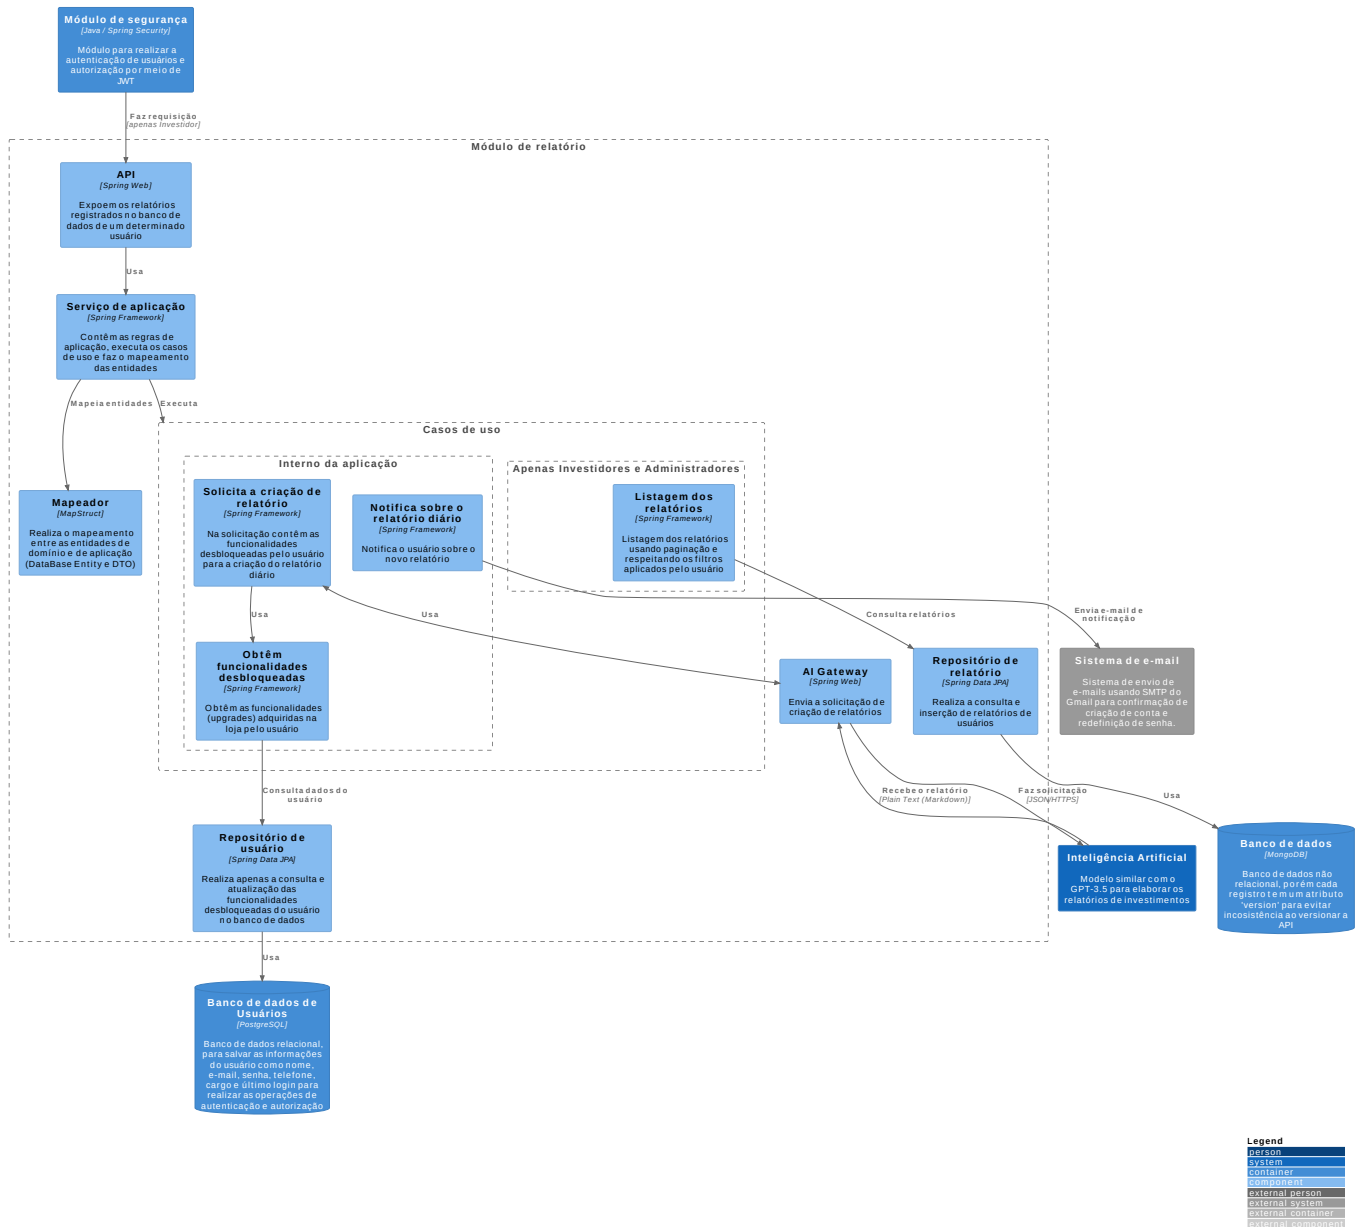 Módulo de segurança
[Java / Spring Security]
Módulo para realizar a
autenticação de usuários e
autorização por meio de
JWT
Faz requisição
[apenas Investidor]
Módulo de relatório
API
[Spring Web]
Expoem os relatórios
registrados no banco de
dados de um determinado
usuário
Usa
Serviço de aplicação
[Spring Framework]
Contêm as regras de
aplicação, executa os casos
de uso e faz o mapeamento
das entidades
Mapeia entidades
Executa
Casos de uso
Interno da aplicação
Apenas Investidores e Administradores
Mapeador
[MapStruct]
Realiza o mapeamento
entre as entidades de
domínio e de aplicação
(DataBase Entity e DTO)
Solicita a criação de
relatório
[Spring Framework]
Na solicitação contêm as
funcionalidades
desbloqueadas pelo usuário
para a criação do relatório
diário
Notifica sobre o
relatório diário
[Spring Framework]
Notifica o usuário sobre o
novo relatório
Listagem dos
relatórios
[Spring Framework]
Listagem dos relatórios
usando paginação e
respeitando os filtros
aplicados pelo usuário
Usa
Usa
Consulta relatórios
Envia e-mail de
notificação
Obtêm
funcionalidades
desbloqueadas
[Spring Framework]
Obtêm as funcionalidades
(upgrades) adquiridas na
loja pelo usuário
AI Gateway
[Spring Web]
Envia a solicitação de
criação de relatórios
Repositório de
relatório
[Spring Data JPA]
Realiza a consulta e
inserção de relatórios de
usuários
Sistema de e-mail
Sistema de envio de
e-mails usando SMTP do
Gmail para confirmação de
criação de conta e
redefinição de senha.
Consulta dados do
usuário
Recebe o relatório
[Plain Text (Markdown)]
Faz solicitação
[JSON/HTTPS]
Usa
Repositório de
usuário
[Spring Data JPA]
Realiza apenas a consulta e
atualização das
funcionalidades
desbloqueadas do usuário
no banco de dados
Inteligência Artificial
Modelo similar com o
GPT-3.5 para elaborar os
relatórios de investimentos
Banco de dados
[MongoDB]
Banco de dados não
relacional, porém cada
registro tem um atributo
'version' para evitar
incosistência ao versionar a
API
Usa
Banco de dados de
Usuários
[PostgreSQL]
Banco de dados relacional,
para salvar as informações
do usuário como nome,
e-mail, senha, telefone,
cargo e último login para
realizar as operações de
autenticação e autorização
Legend
person
system
container
component
external person
external system
external container
external component